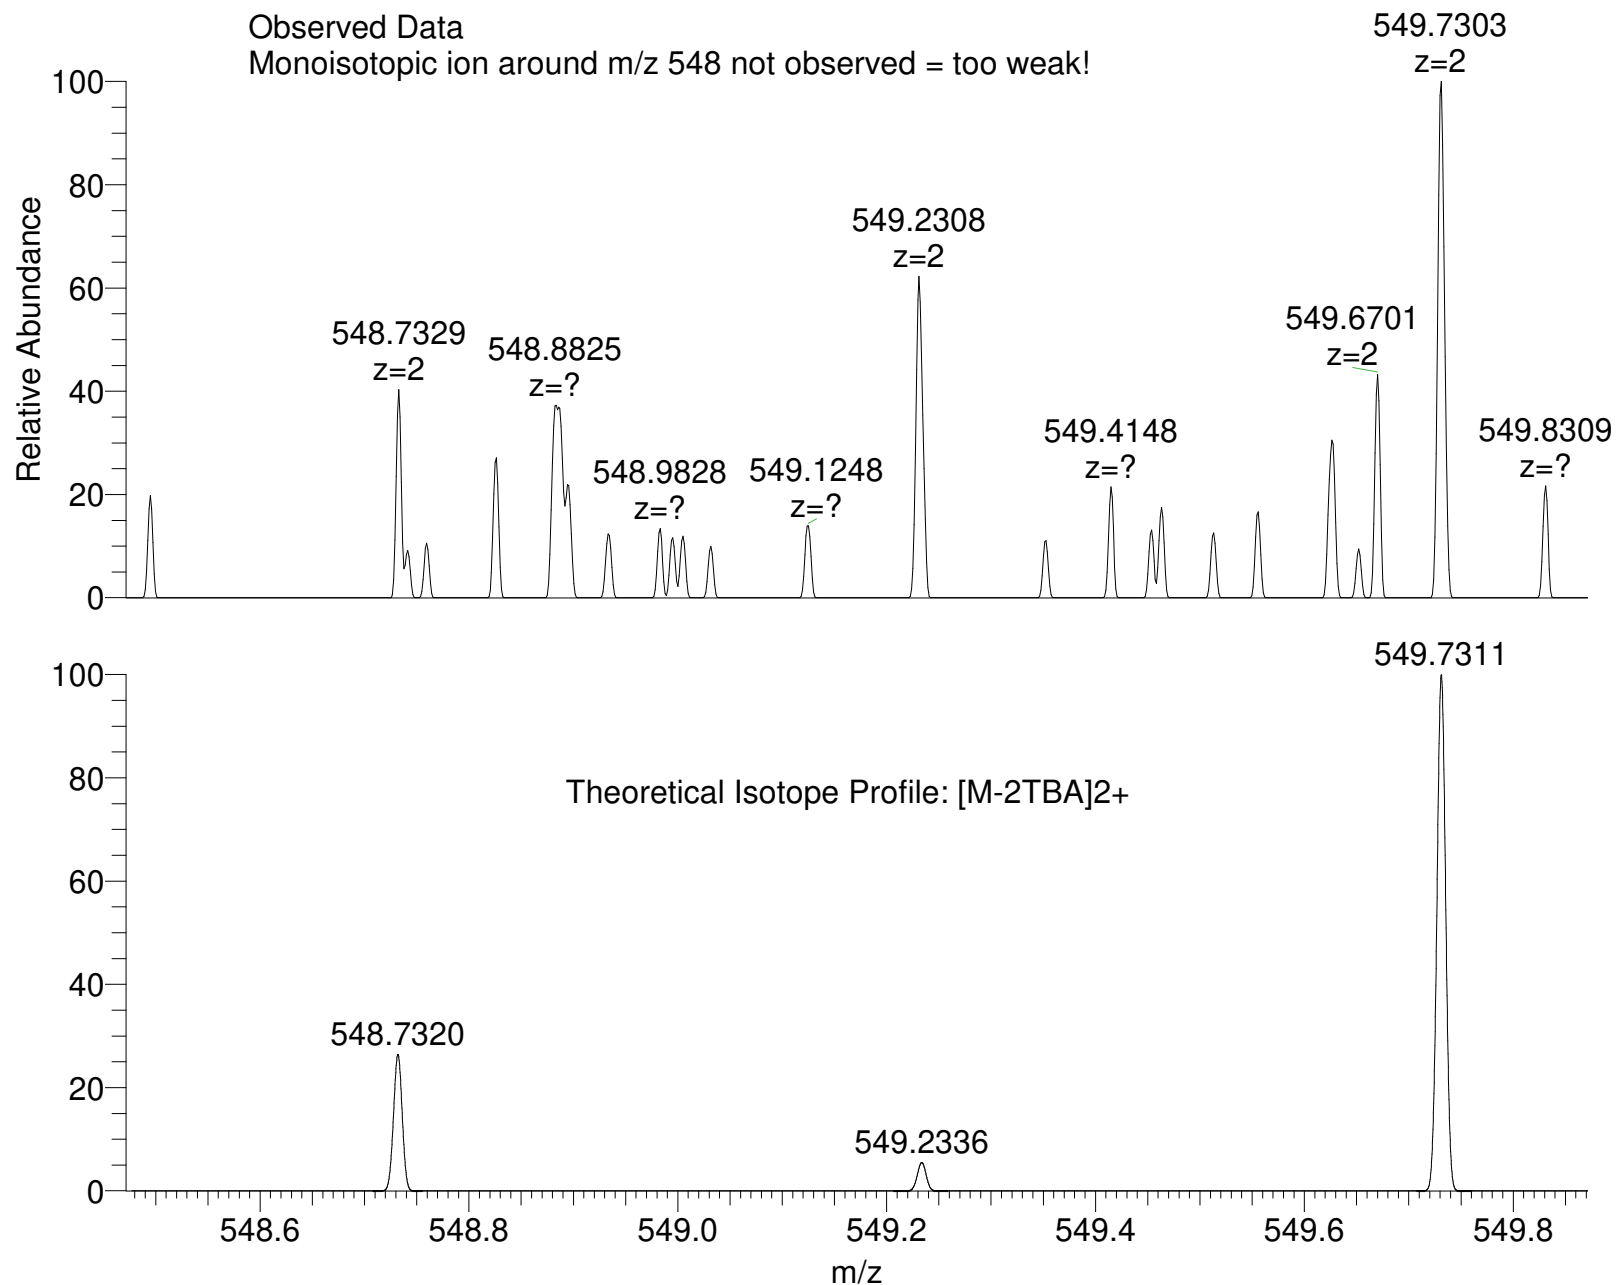 Observed Data
Monoisotopic ion around m/z 548 not observed = too weak!
549.7303
z=2
100
80
60
40
20
0
Relative Abundance
549.2308
z=2
548.7329
z=2
548.8825
z=?
549.6701
z=2
549.4148
z=?
549.8309
z=?
548.9828
z=?
549.1248
z=?
549.7311
100
80
60
40
20
0
Theoretical Isotope Profile: [M-2TBA]2+
548.7320
549.2336
548.6 548.8 549.0 549.2 549.4 549.6 549.8
m/z